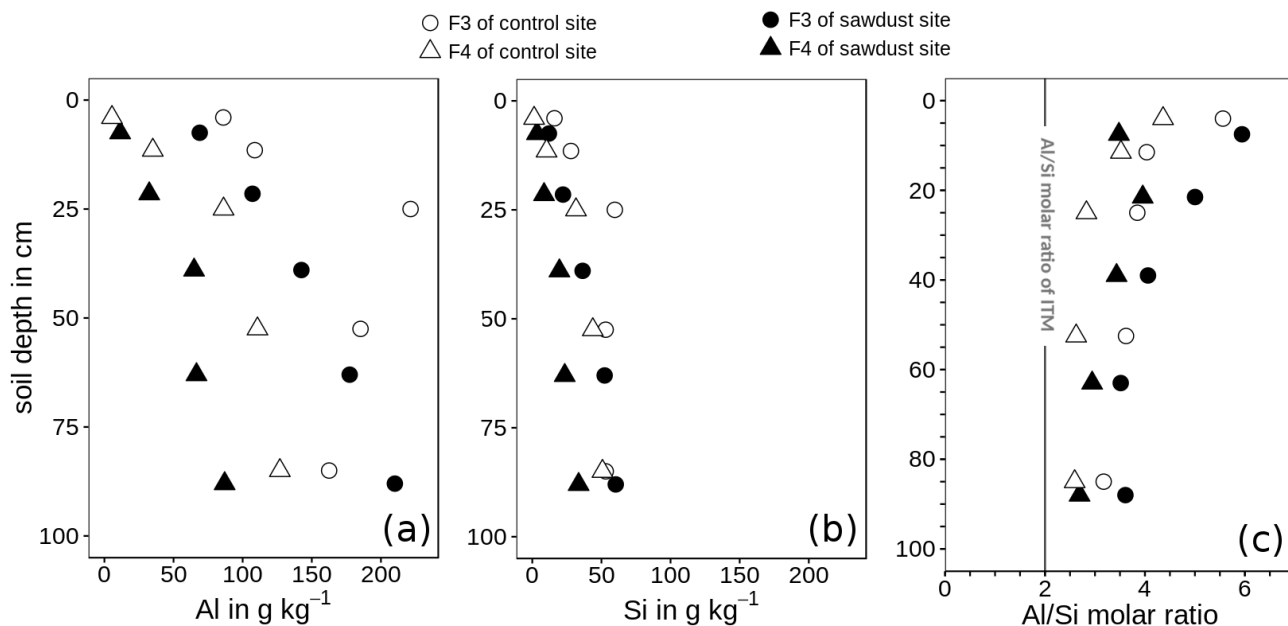 F3 of control site
F4 of control site
F3 of sawdust site
F4 of sawdust site
soil depth in cm
0
25
50
75
100
0
50
100
150
200
Al in g kg⁻¹
(a)
0
25
50
75
100
0
50
100
150
200
Si in g kg⁻¹
(b)
0
20
40
60
80
100
Al/Si molar ratio of ITM
0
2
4
6
Al/Si molar ratio
(c)